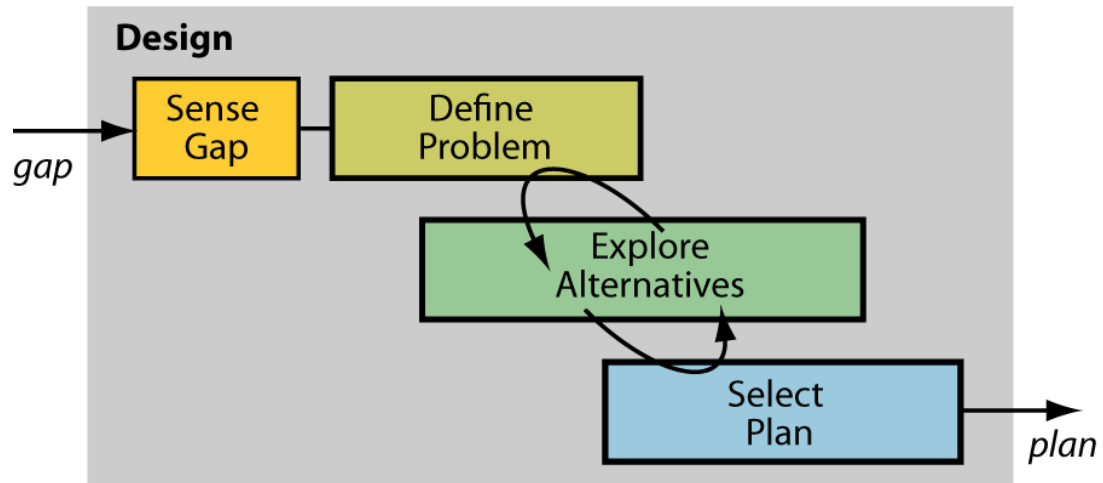 Design
Sense
Gap
Define
Problem
gap
Explore
Alternatives
Select
Plan
plan